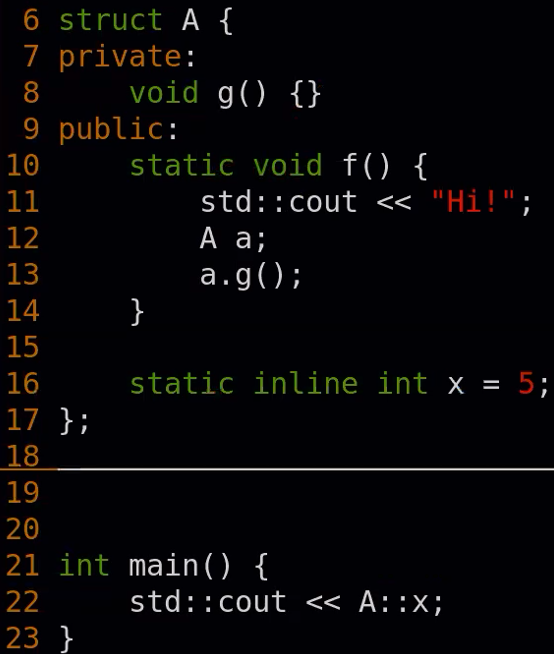 6 struct A {
7 private:
8     void g() {}
9 public:
10     static void f() {
11         std::cout << "Hi!";
12         A a;
13         a.g();
14     }
15
16     static inline int x = 5;
17 };
18
19
20
21 int main() {
22     std::cout << A::x;
23 }